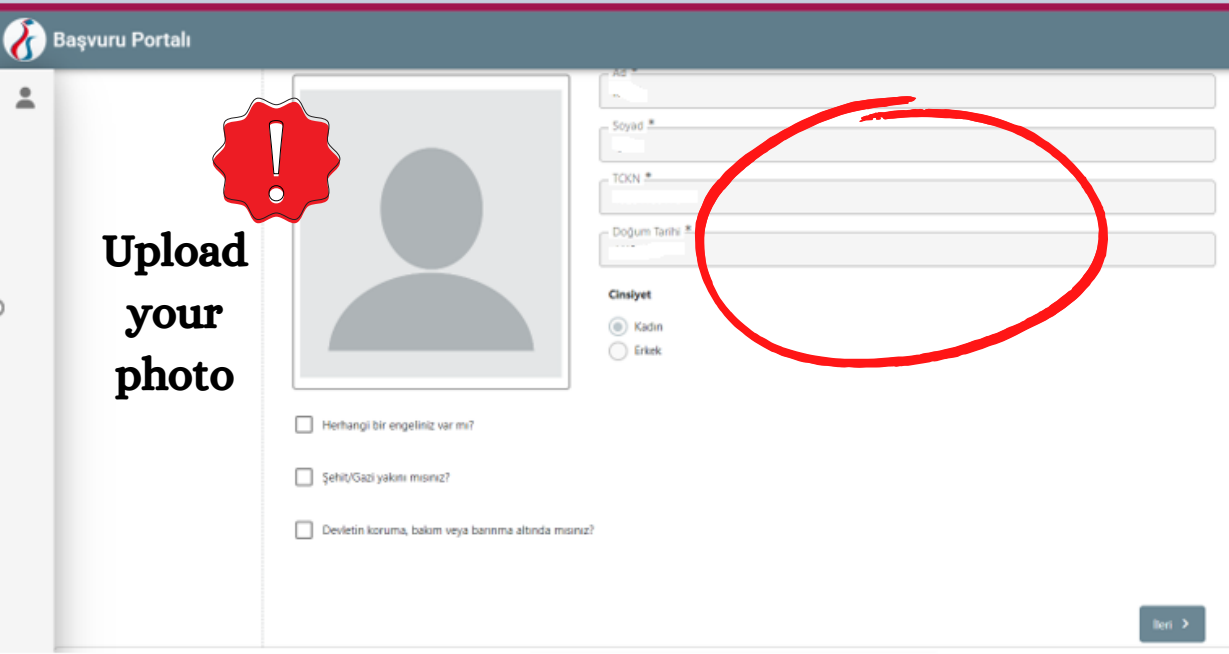 Başvuru Portalı
Ad *
Soyad *
TCKN *
Doğum Tarihi *
Cinsiyet
Kadın
Erkek
!
Upload
your
photo
Herhangi bir engeliniz var mı?
Şehit/Gazi yakını mısınız?
Devletin koruma, bakım veya barınma altında mısınız?
İleri >